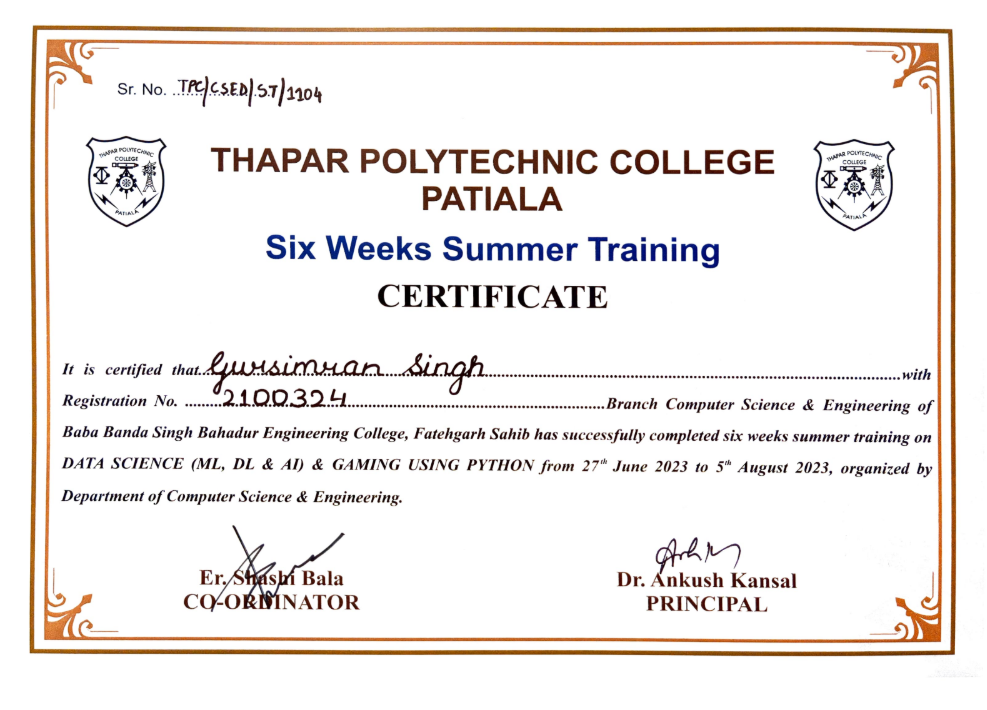 Sr. No. TPC/CSED/S.T/1104
THAPAR POLYTECHNIC COLLEGE PATIALA
THAPAR POLYTECHNIC COLLEGE PATIALA
THAPAR POLYTECHNIC COLLEGE
PATIALA
Six Weeks Summer Training
CERTIFICATE
It is certified that Gursimran Singh with
Registration No. 2100324 Branch Computer Science & Engineering of
Baba Banda Singh Bahadur Engineering College, Fatehgarh Sahib has successfully completed six weeks summer training on
DATA SCIENCE (ML, DL & AI) & GAMING USING PYTHON from 27th June 2023 to 5th August 2023, organized by
Department of Computer Science & Engineering.
Er. Shashi Bala
CO-ORDINATOR
Dr. Ankush Kansal
PRINCIPAL